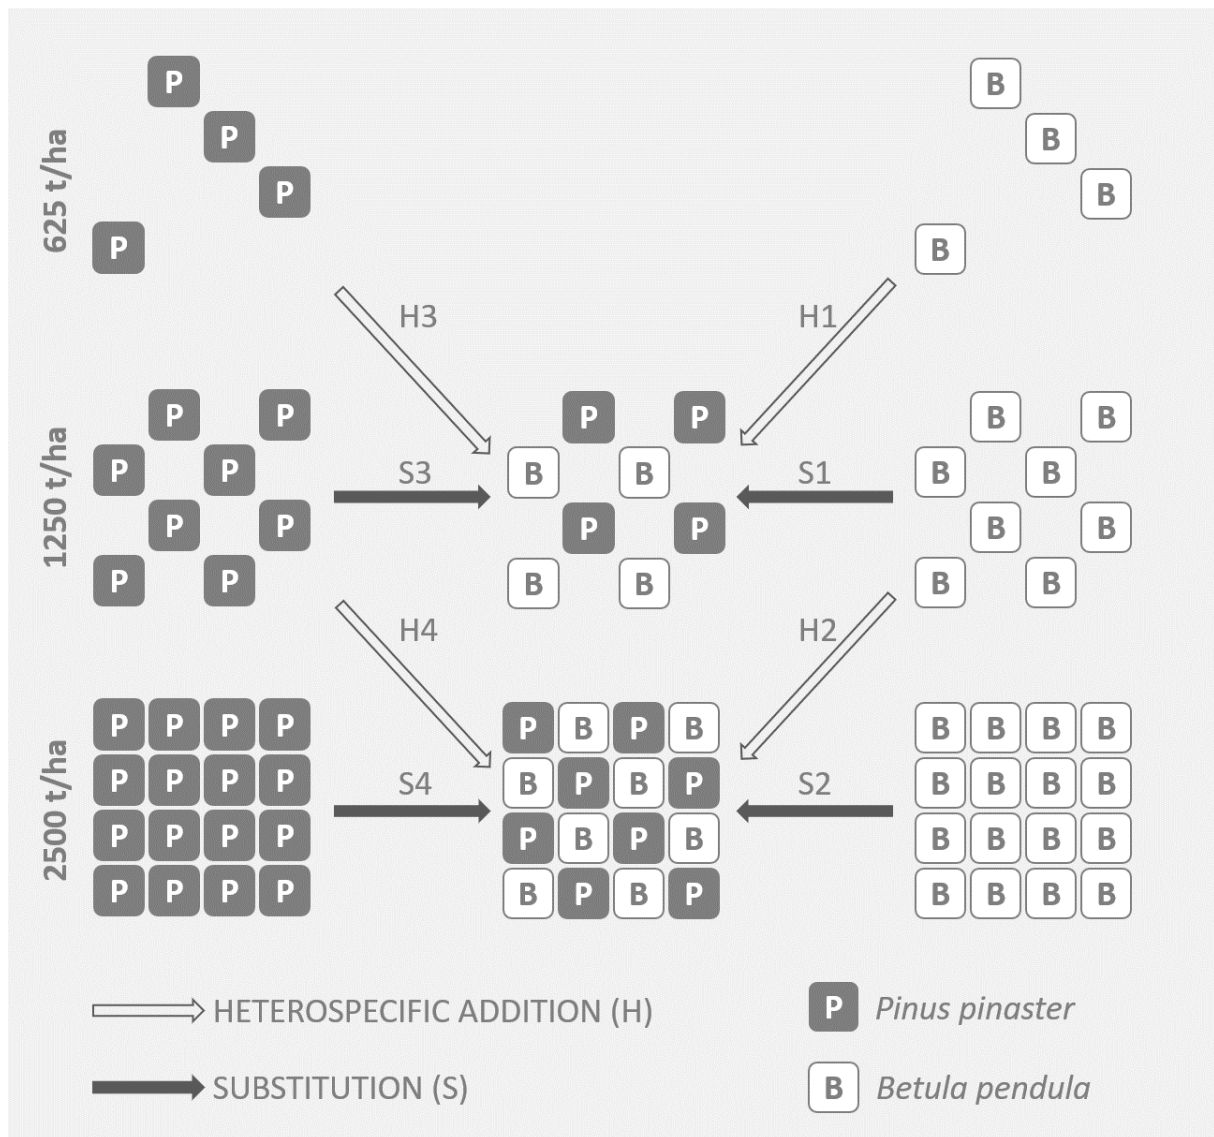 P B
P B
625 t/ha
P B
P B
H3 H1
P P P P B B
1250 t/ha
P P S3 B B S1 B B
P P P P B B
P P B B B B
H4 H2
P P P P P B P B B B B B
2500 t/ha
P P P P S4 B P B P S2 B B B B
P P P P P B P B B B B B
P P P P B P B P B B B B
HETEROSPECIFIC ADDITION (H) P Pinus pinaster
SUBSTITUTION (S) B Betula pendula